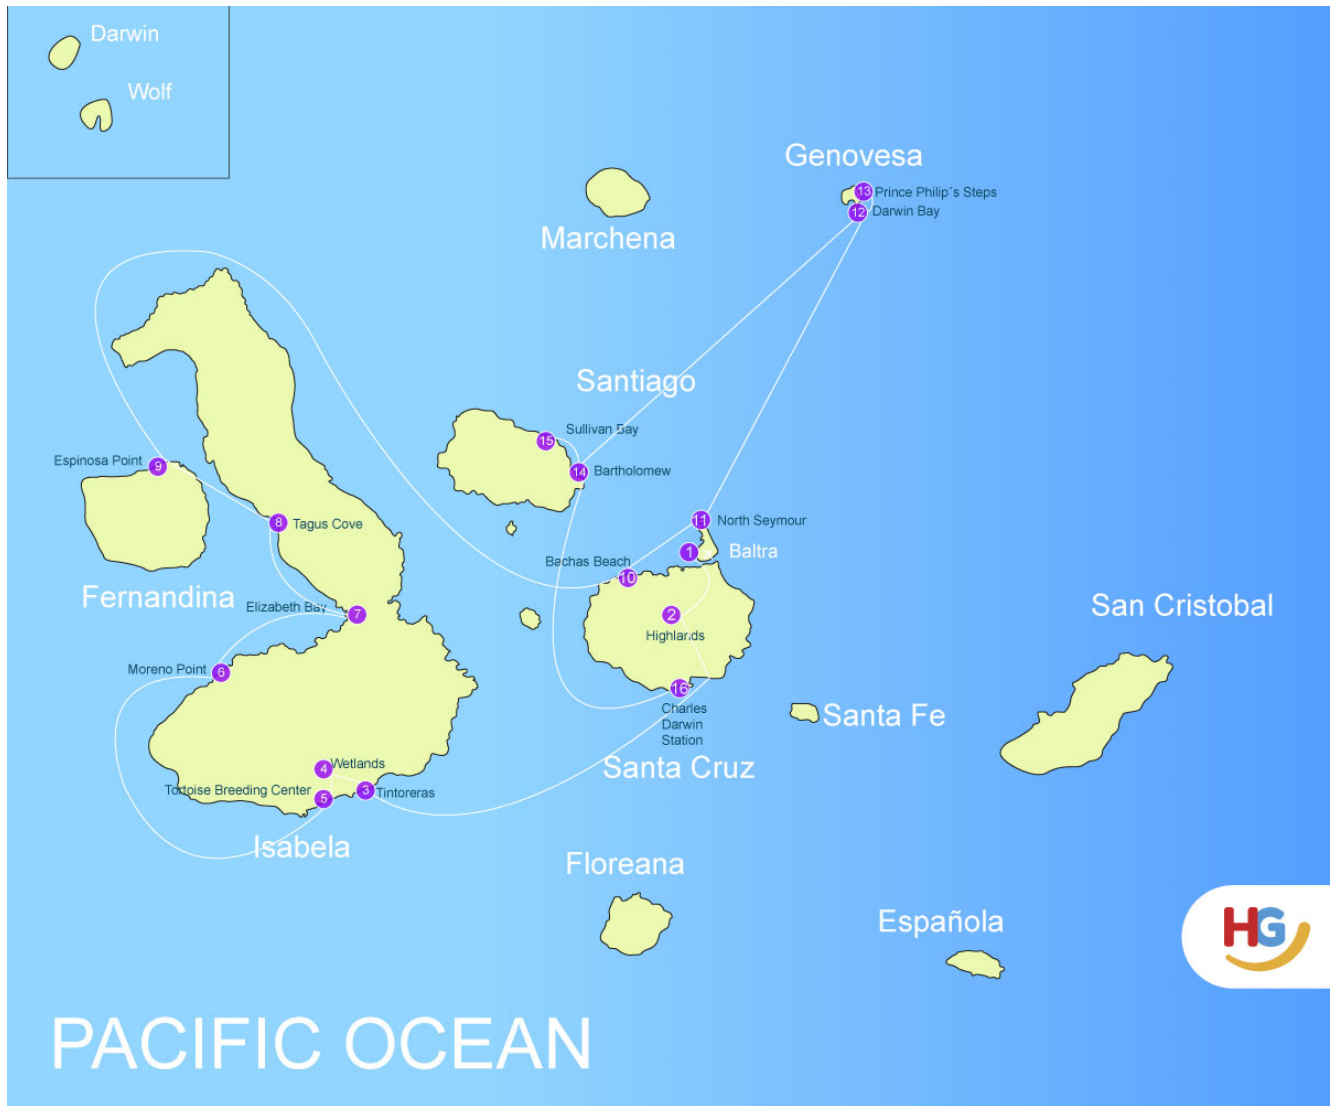 Darwin
Wolf
Genovesa
13 Prince Philip´s Steps
12 Darwin Bay
Marchena
Santiago
15 Sullivan Bay
14 Bartholomew
Espinosa Point 9
8 Tagus Cove
11 North Seymour
1 Baltra
Bachas Beach
10
Fernandina
Elizabeth Bay 7
2
Highlands
San Cristobal
Moreno Point 6
16
Charles
Darwin
Station
Santa Fe
Santa Cruz
4 Wetlands
Tortoise Breeding Center 5
3 Tintoreras
Isabela
Floreana
Española
HG
PACIFIC OCEAN